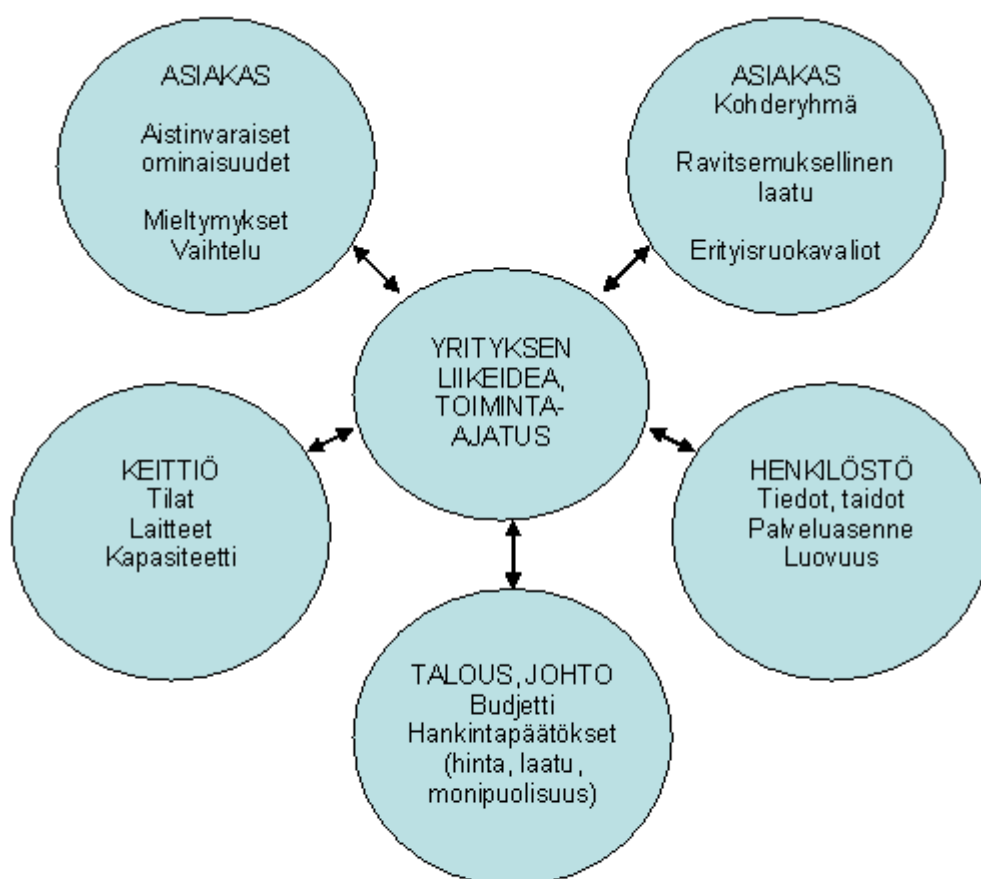 ASIAKAS
Aistinvaraiset
ominaisuudet
Mieltymykset
Vaihtelu
ASIAKAS
Kohderyhmä
Ravitsemuksellinen
laatu
Erityisruokavaliot
YRITYKSEN
LIIKEIDEA,
TOIMINTA-
AJATUS
KEITTIÖ
Tilat
Laitteet
Kapasiteetti
HENKILÖSTÖ
Tiedot, taidot
Palveluasenne
Luovuus
TALOUS, JOHTO
Budjetti
Hankintapäätökset
(hinta, laatu,
monipuolisuus)